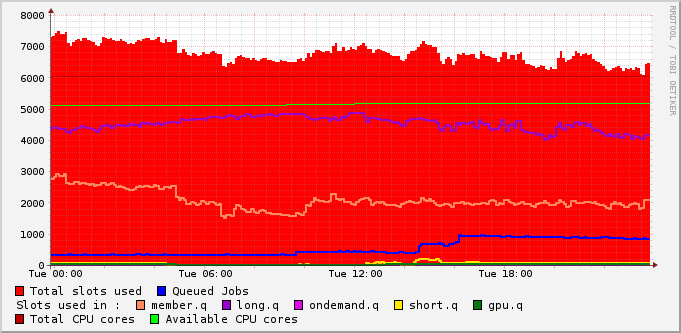 8000
7000
6000
5000
4000
3000
2000
1000
0
Tue 00:00 Tue 06:00 Tue 12:00 Tue 18:00
RRDTOOL / TOBI OETIKER
Total slots used Queued Jobs
Slots used in : member.q long.q ondemand.q short.q gpu.q
Total CPU cores Available CPU cores